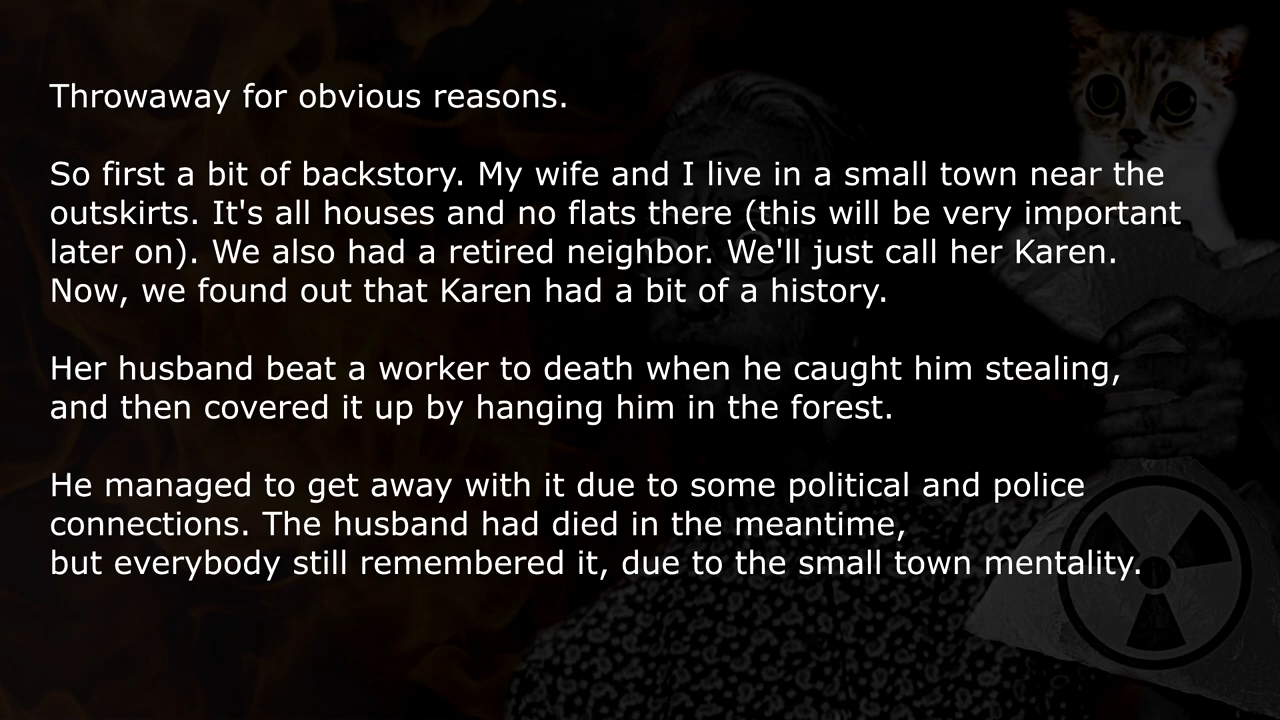 Throwaway for obvious reasons.
So first a bit of backstory. My wife and I live in a small town near the
outskirts. It's all houses and no flats there (this will be very important
later on). We also had a retired neighbor. We'll just call her Karen.
Now, we found out that Karen had a bit of a history.
Her husband beat a worker to death when he caught him stealing,
and then covered it up by hanging him in the forest.
He managed to get away with it due to some political and police
connections. The husband had died in the meantime,
but everybody still remembered it, due to the small town mentality.